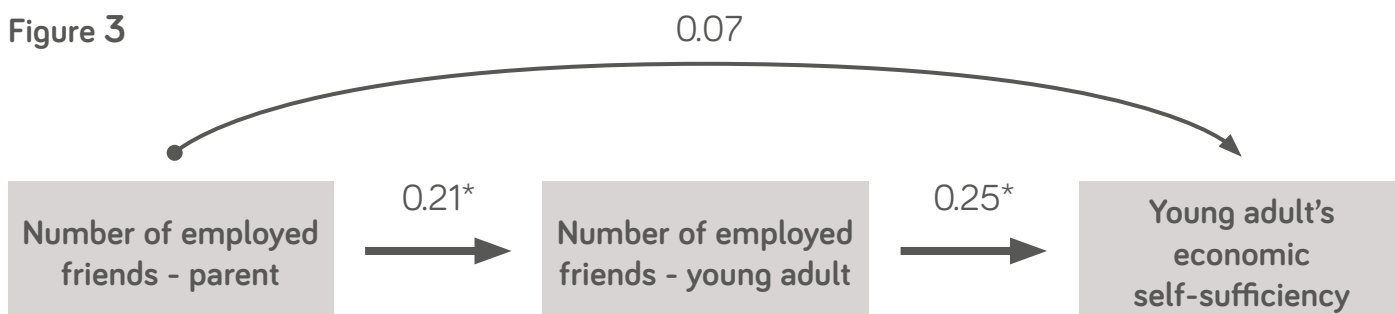 Figure 3
0.07
0.21*
0.25*
Number of employed
friends - parent
Number of employed
friends - young adult
Young adult’s
economic
self-sufficiency